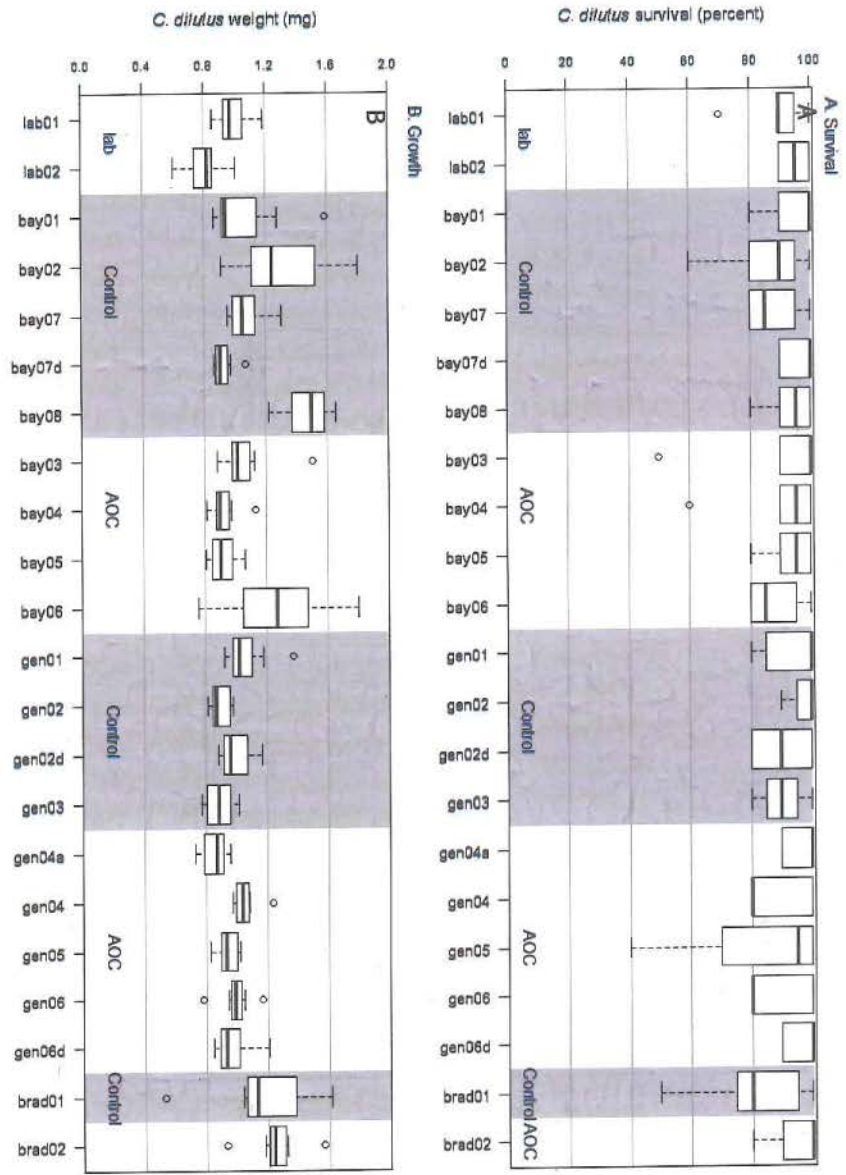 A. Survival
C. dilutus survival (percent)
100
80
60
40
20
0
A
lab
Control
AOC
Control
AOC
Control
AOC
lab01
lab02
bay01
bay02
bay07
bay07d
bay08
bay03
bay04
bay05
bay06
gen01
gen02
gen02d
gen03
gen04a
gen04
gen05
gen06
gen06d
brad01
brad02
B. Growth
C. dilutus weight (mg)
2.0
1.6
1.2
0.8
0.4
0.0
B
lab
Control
AOC
Control
AOC
Control
lab01
lab02
bay01
bay02
bay07
bay07d
bay08
bay03
bay04
bay05
bay06
gen01
gen02
gen02d
gen03
gen04a
gen04
gen05
gen06
gen06d
brad01
brad02